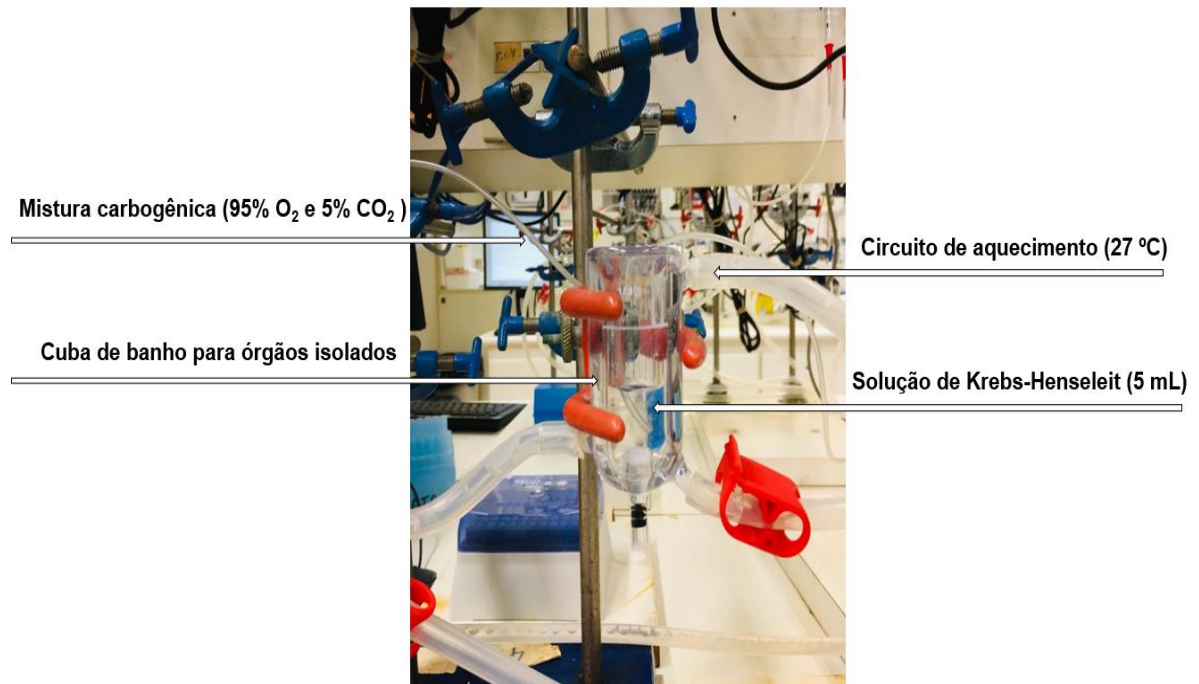 Mistura carbogênica (95% O₂ e 5% CO₂ )
Circuito de aquecimento (27 ºC)
Cuba de banho para órgãos isolados
Solução de Krebs-Henseleit (5 mL)